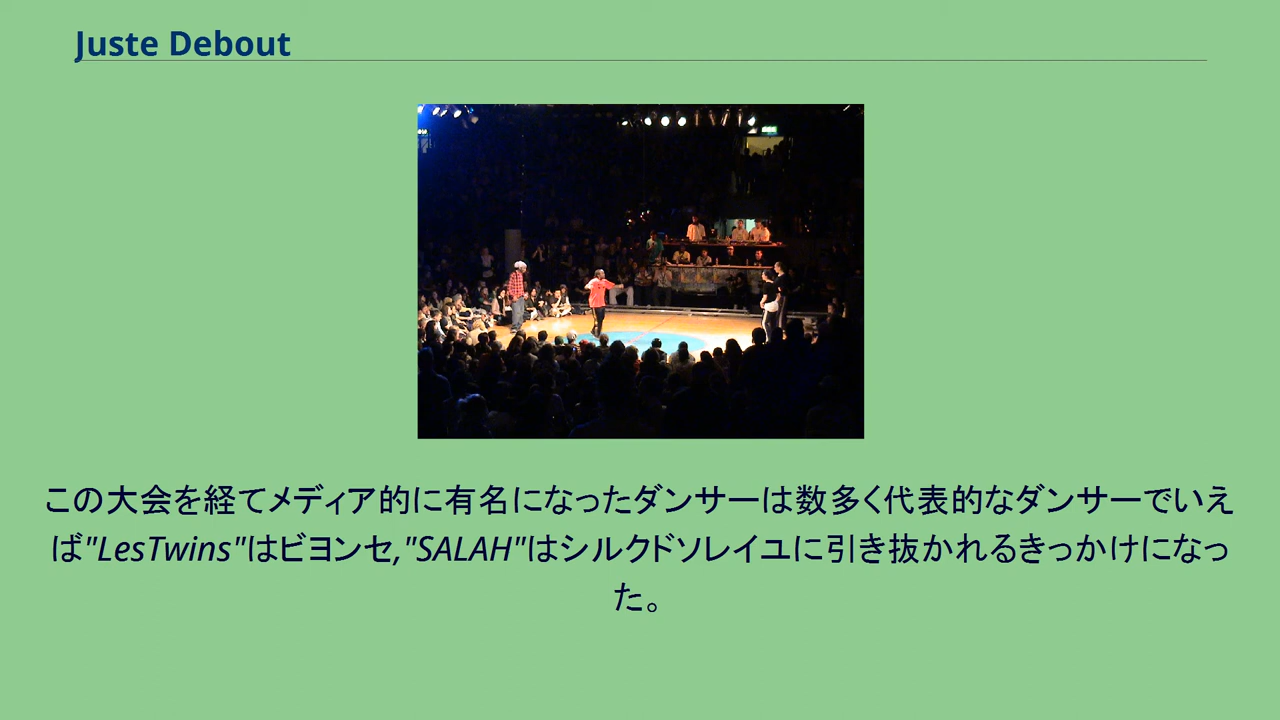 Juste Debout
この大会を経てメディア的に有名になったダンサーは数多く代表的なダンサーでいえ
ば"LesTwins"はビヨンセ,"SALAH"はシルクドソレイユに引き抜かれるきっかけになっ
た。